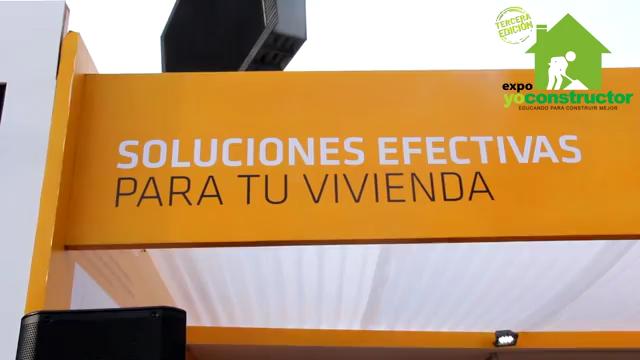 TERCERA
EDICIÓN
expo
yoconstructor
EDUCANDO PARA CONSTRUIR MEJOR
SOLUCIONES EFECTIVAS
PARA TU VIVIENDA